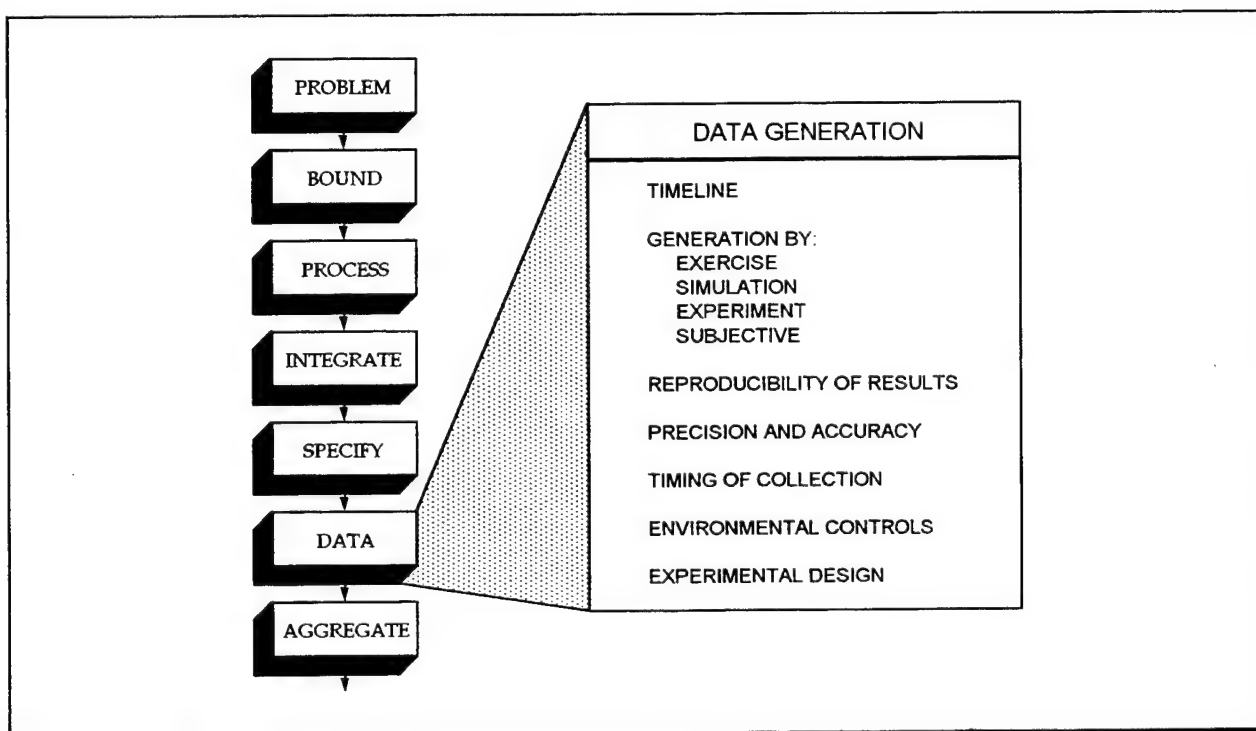 PROBLEM
BOUND
PROCESS
INTEGRATE
SPECIFY
DATA
AGGREGATE
DATA GENERATION
TIMELINE
GENERATION BY:
EXERCISE
SIMULATION
EXPERIMENT
SUBJECTIVE
REPRODUCIBILITY OF RESULTS
PRECISION AND ACCURACY
TIMING OF COLLECTION
ENVIRONMENTAL CONTROLS
EXPERIMENTAL DESIGN